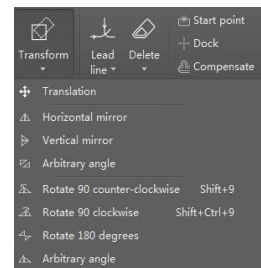 Transform
Lead
line
Delete
Start point
Dock
Compensate
Translation
Horizontal mirror
Vertical mirror
Arbitrary angle
Rotate 90 counter-clockwise Shift+9
Rotate 90 clockwise Shift+Ctrl+9
Rotate 180 degrees
Arbitrary angle